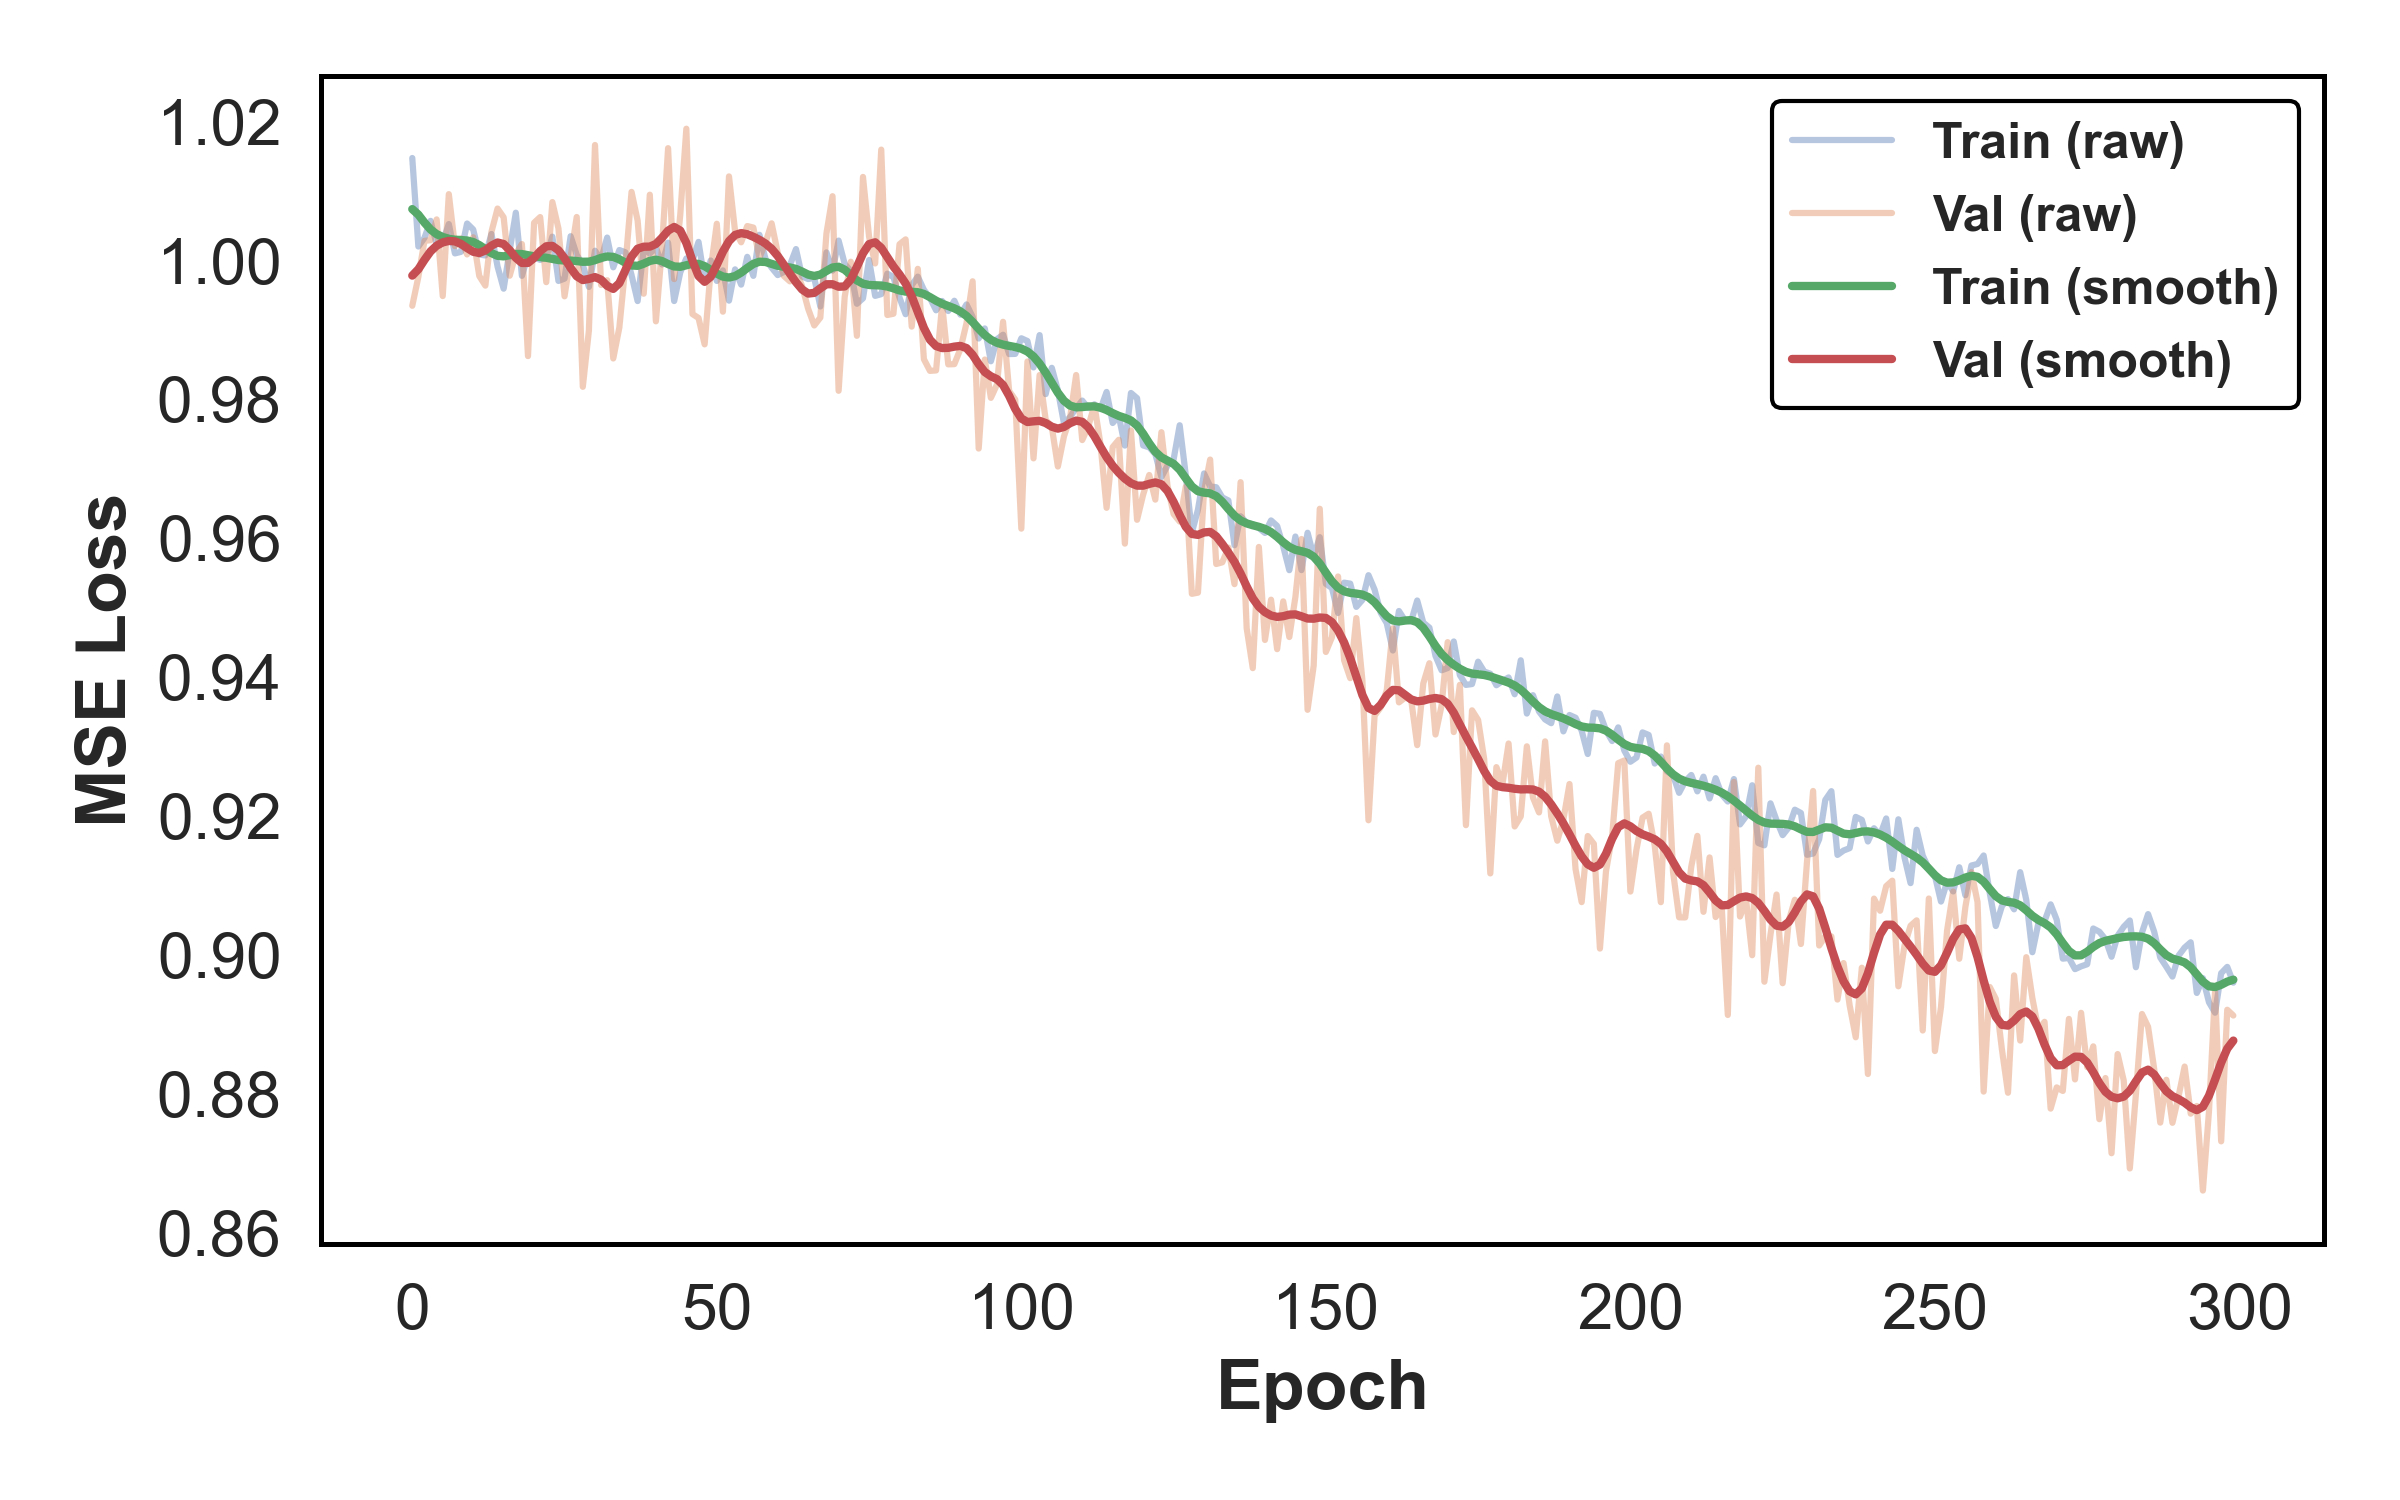 1.02
1.00
0.98
0.96
0.94
0.92
0.90
0.88
0.86
MSE Loss
Train (raw)
Val (raw)
Train (smooth)
Val (smooth)
0 50 100 150 200 250 300
Epoch